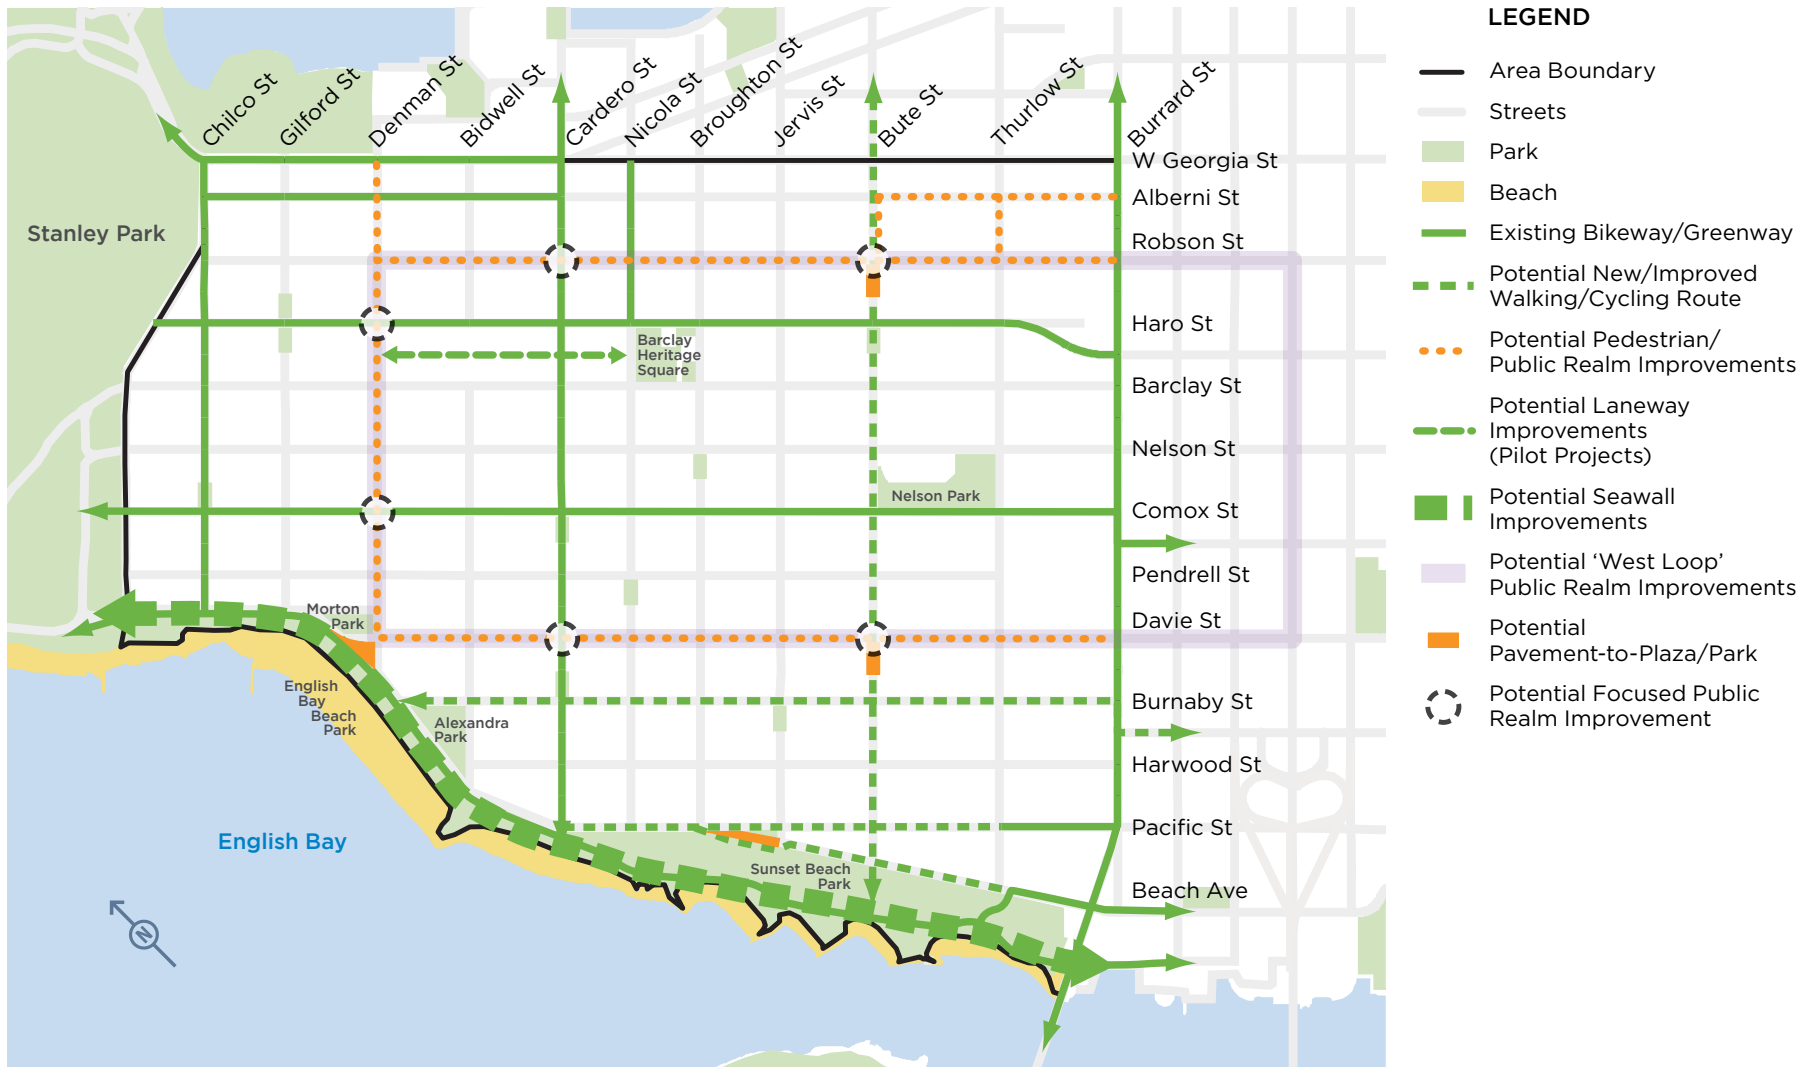 Chilco St
Gilford St
Denman St
Bidwell St
Cardero St
Nicola St
Broughton St
Jervis St
Bute St
Thurlow St
Burrard St
W Georgia St
Alberni St
Robson St
Haro St
Barclay St
Nelson St
Comox St
Pendrell St
Davie St
Burnaby St
Harwood St
Pacific St
Beach Ave
Stanley Park
Barclay
Heritage
Square
Nelson Park
Morton
Park
English
Bay
Beach
Park
Alexandra
Park
Sunset Beach
Park
English Bay
N
LEGEND
Area Boundary
Streets
Park
Beach
Existing Bikeway/Greenway
Potential New/Improved
Walking/Cycling Route
Potential Pedestrian/
Public Realm Improvements
Potential Laneway
Improvements
(Pilot Projects)
Potential Seawall
Improvements
Potential ‘West Loop’
Public Realm Improvements
Potential
Pavement-to-Plaza/Park
Potential Focused Public
Realm Improvement